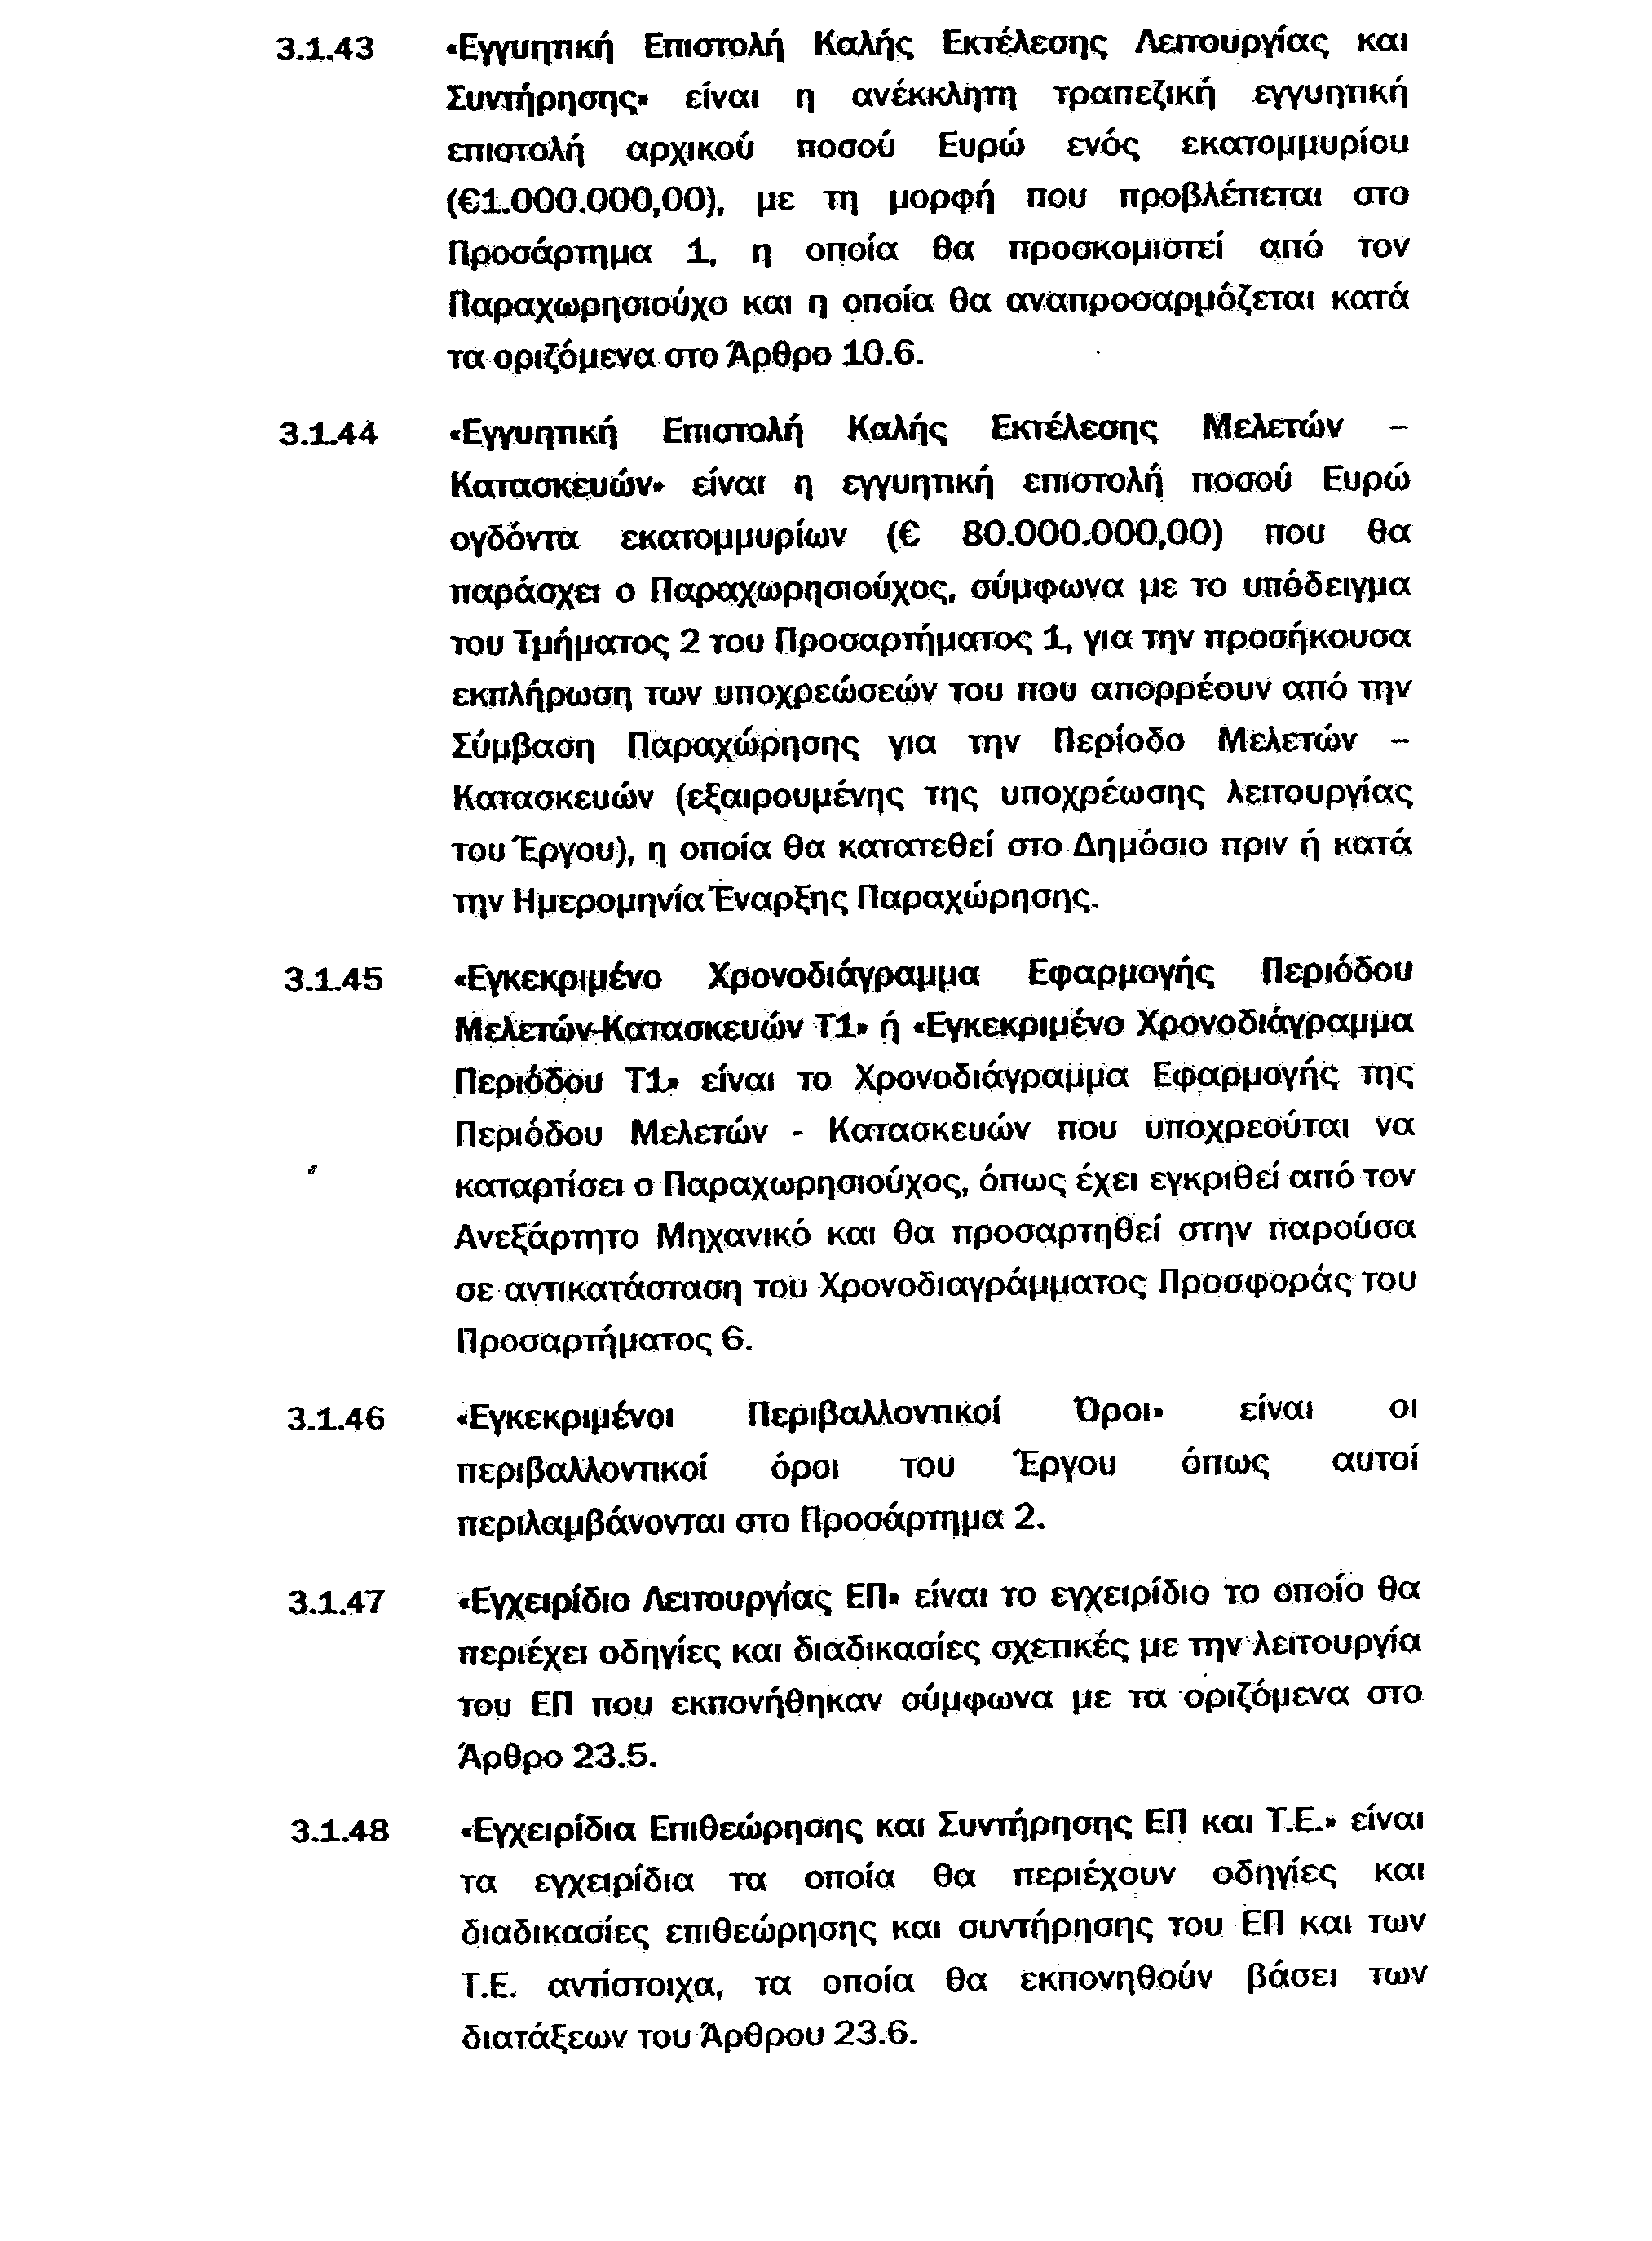 3.1.43 «Εγγυητική Επιστολή Καλής Εκτέλεσης Λειτουργίας και
Συντήρησης» είναι η ανέκκλητη τραπεζική εγγυητική
επιστολή αρχικού ποσού Ευρώ ενός εκατομμυρίου
(€1.000.000,00), με τη μορφή που προβλέπεται στο
Προσάρτημα 1, η οποία θα προσκομιστεί από τον
Παραχωρησιούχο και η οποία θα αναπροσαρμόζεται κατά
τα οριζόμενα στο Άρθρο 10.6.
3.1.44 «Εγγυητική Επιστολή Καλής Εκτέλεσης Μελετών –
Κατασκευών» είναι η εγγυητική επιστολή ποσού Ευρώ
ογδόντα εκατομμυρίων (€ 80.000.000,00) που θα
παράσχει ο Παραχωρησιούχος, σύμφωνα με το υπόδειγμα
του Τμήματος 2 του Προσαρτήματος 1, για την προσήκουσα
εκπλήρωση των υποχρεώσεών του που απορρέουν από την
Σύμβαση Παραχώρησης για την Περίοδο Μελετών –
Κατασκευών (εξαιρουμένης της υποχρέωσης λειτουργίας
του Έργου), η οποία θα κατατεθεί στο Δημόσιο πριν ή κατά
την Ημερομηνία Έναρξης Παραχώρησης.
3.1.45 «Εγκεκριμένο Χρονοδιάγραμμα Εφαρμογής Περιόδου
Μελετών-Κατασκευών Τ1» ή «Εγκεκριμένο Χρονοδιάγραμμα
Περιόδου Τ1» είναι το Χρονοδιάγραμμα Εφαρμογής της
Περιόδου Μελετών - Κατασκευών που υποχρεούται να
καταρτίσει ο Παραχωρησιούχος, όπως έχει εγκριθεί από τον
Ανεξάρτητο Μηχανικό και θα προσαρτηθεί στην παρούσα
σε αντικατάσταση του Χρονοδιαγράμματος Προσφοράς του
Προσαρτήματος 6.
3.1.46 «Εγκεκριμένοι Περιβαλλοντικοί Όροι» είναι οι
περιβαλλοντικοί όροι του Έργου όπως αυτοί
περιλαμβάνονται στο Προσάρτημα 2.
3.1.47 «Εγχειρίδιο Λειτουργίας ΕΠ» είναι το εγχειρίδιο το οποίο θα
περιέχει οδηγίες και διαδικασίες σχετικές με την λειτουργία
του ΕΠ που εκπονήθηκαν σύμφωνα με τα οριζόμενα στο
Άρθρο 23.5.
3.1.48 «Εγχειρίδια Επιθεώρησης και Συντήρησης ΕΠ και Τ.Ε.» είναι
τα εγχειρίδια τα οποία θα περιέχουν οδηγίες και
διαδικασίες επιθεώρησης και συντήρησης του ΕΠ και των
Τ.Ε. αντίστοιχα, τα οποία θα εκπονηθούν βάσει των
διατάξεων του Άρθρου 23.6.